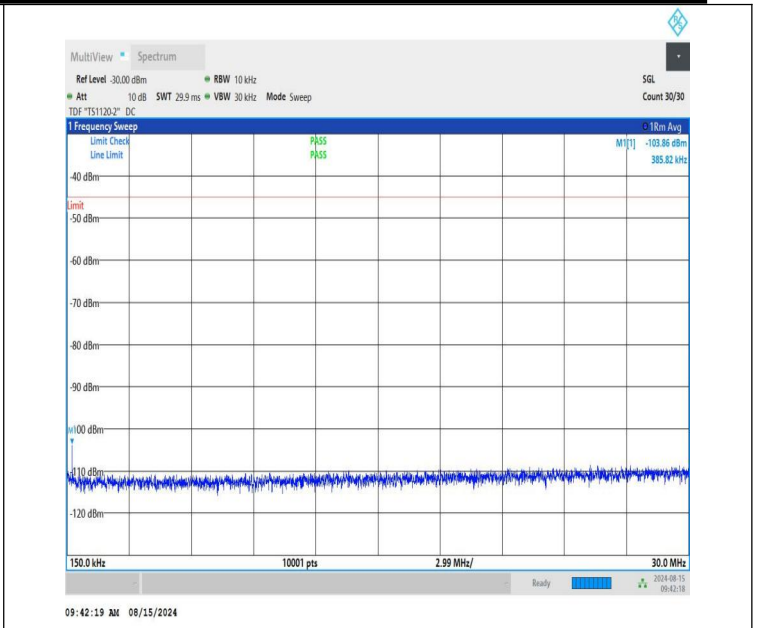 R S
MultiView Spectrum
Ref Level -30.00 dBm RBW 10 kHz SGL
Att 10 dB SWT 29.9 ms VBW 30 kHz Mode Sweep Count 30/30
TDF "TS1120-2" DC
1 Frequency Sweep 1Rm Avg
Limit Check PASS M1[1] -103.86 dBm
Line Limit PASS 385.82 kHz
-40 dBm
Limit
-50 dBm
-60 dBm
-70 dBm
-80 dBm
-90 dBm
M1
-100 dBm
-110 dBm
-120 dBm
150.0 kHz 10001 pts 2.99 MHz/ 30.0 MHz
Ready 2024-08-15
09:42:18
09:42:19 AM 08/15/2024